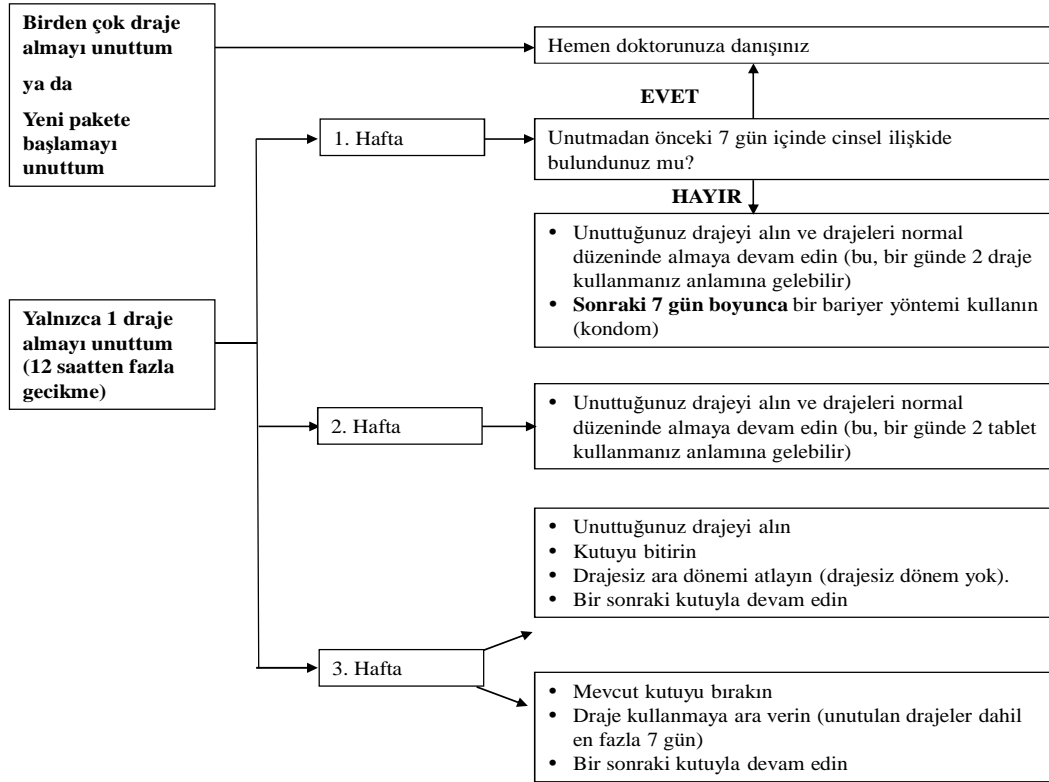 Birden çok draje
almayı unuttum
ya da
Yeni pakete
başlamayı
unuttum
Hemen doktorunuza danışınız
EVET
1. Hafta
Unutmadan önceki 7 gün içinde cinsel ilişkide
bulundunuz mu?
HAYIR
• Unuttuğunuz drajeyi alın ve drajeleri normal
düzeninde almaya devam edin (bu, bir günde 2 draje
kullanmanız anlamına gelebilir)
• Sonraki 7 gün boyunca bir bariyer yöntemi kullanın
(kondom)
Yalnızca 1 draje
almayı unuttum
(12 saatten fazla
gecikme)
2. Hafta
• Unuttuğunuz drajeyi alın ve drajeleri normal
düzeninde almaya devam edin (bu, bir günde 2 tablet
kullanmanız anlamına gelebilir)
• Unuttuğunuz drajeyi alın
• Kutuyu bitirin
• Drajesiz ara dönemi atlayın (drajesiz dönem yok).
• Bir sonraki kutuyla devam edin
3. Hafta
• Mevcut kutuyu bırakın
• Draje kullanmaya ara verin (unutulan drajeler dahil
en fazla 7 gün)
• Bir sonraki kutuyla devam edin